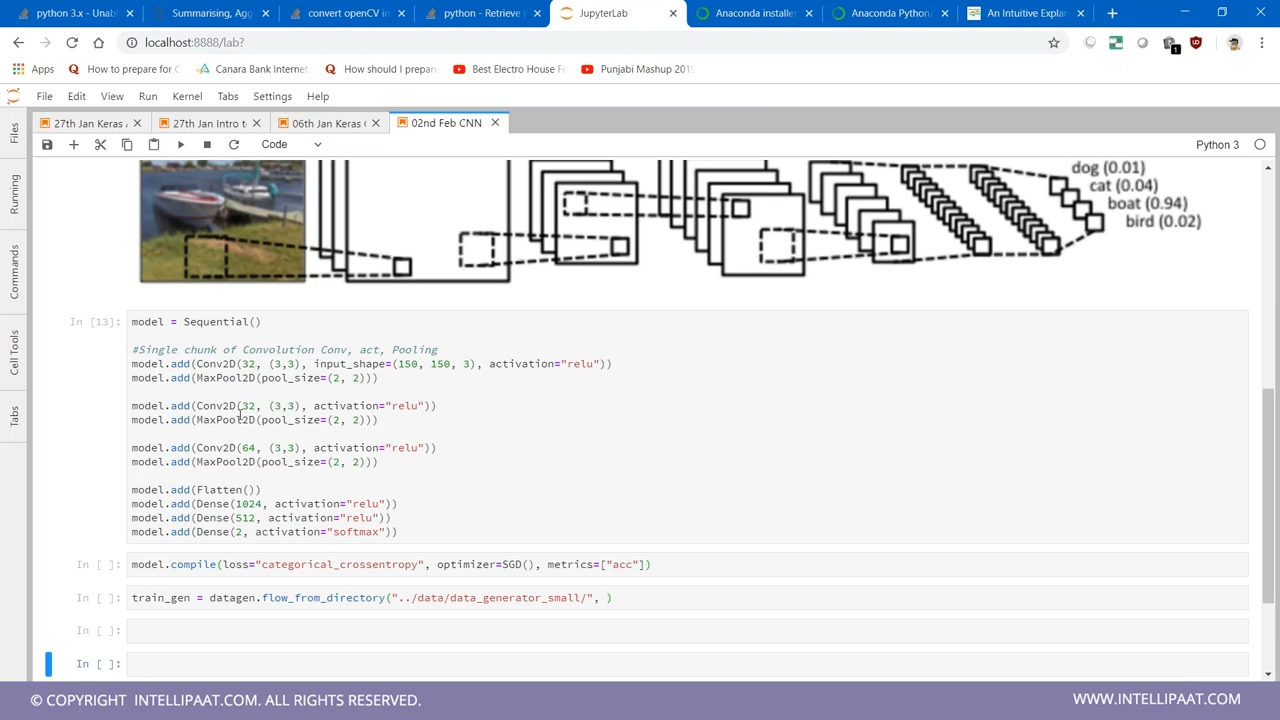 python 3.x - Unabl
Summarising, Agg
convert openCV in
python - Retrieve p
JupyterLab
Anaconda installer
Anaconda Python/
An Intuitive Explan
localhost:8888/lab?
1
Apps
How to prepare for C
Canara Bank Internet
How should I prepare
Best Electro House Fe
Punjabi Mashup 2019
File Edit View Run Kernel Tabs Settings Help
27th Jan Keras
27th Jan Intro t
06th Jan Keras
02nd Feb CNN
Code
Python 3
Files
Running
Commands
Cell Tools
Tabs
dog (0.01)
cat (0.04)
boat (0.94)
bird (0.02)
In [13]:
model = Sequential()
#Single chunk of Convolution Conv, act, Pooling
model.add(Conv2D(32, (3,3), input_shape=(150, 150, 3), activation="relu"))
model.add(MaxPool2D(pool_size=(2, 2)))
model.add(Conv2D(32, (3,3), activation="relu"))
model.add(MaxPool2D(pool_size=(2, 2)))
model.add(Conv2D(64, (3,3), activation="relu"))
model.add(MaxPool2D(pool_size=(2, 2)))
model.add(Flatten())
model.add(Dense(1024, activation="relu"))
model.add(Dense(512, activation="relu"))
model.add(Dense(2, activation="softmax"))
In [ ]: model.compile(loss="categorical_crossentropy", optimizer=SGD(), metrics=["acc"])
In [ ]: train_gen = datagen.flow_from_directory("../data/data_generator_small/", )
In [ ]:
In [ ]:
© COPYRIGHT INTELLIPAAT.COM. ALL RIGHTS RESERVED.
WWW.INTELLIPAAT.COM